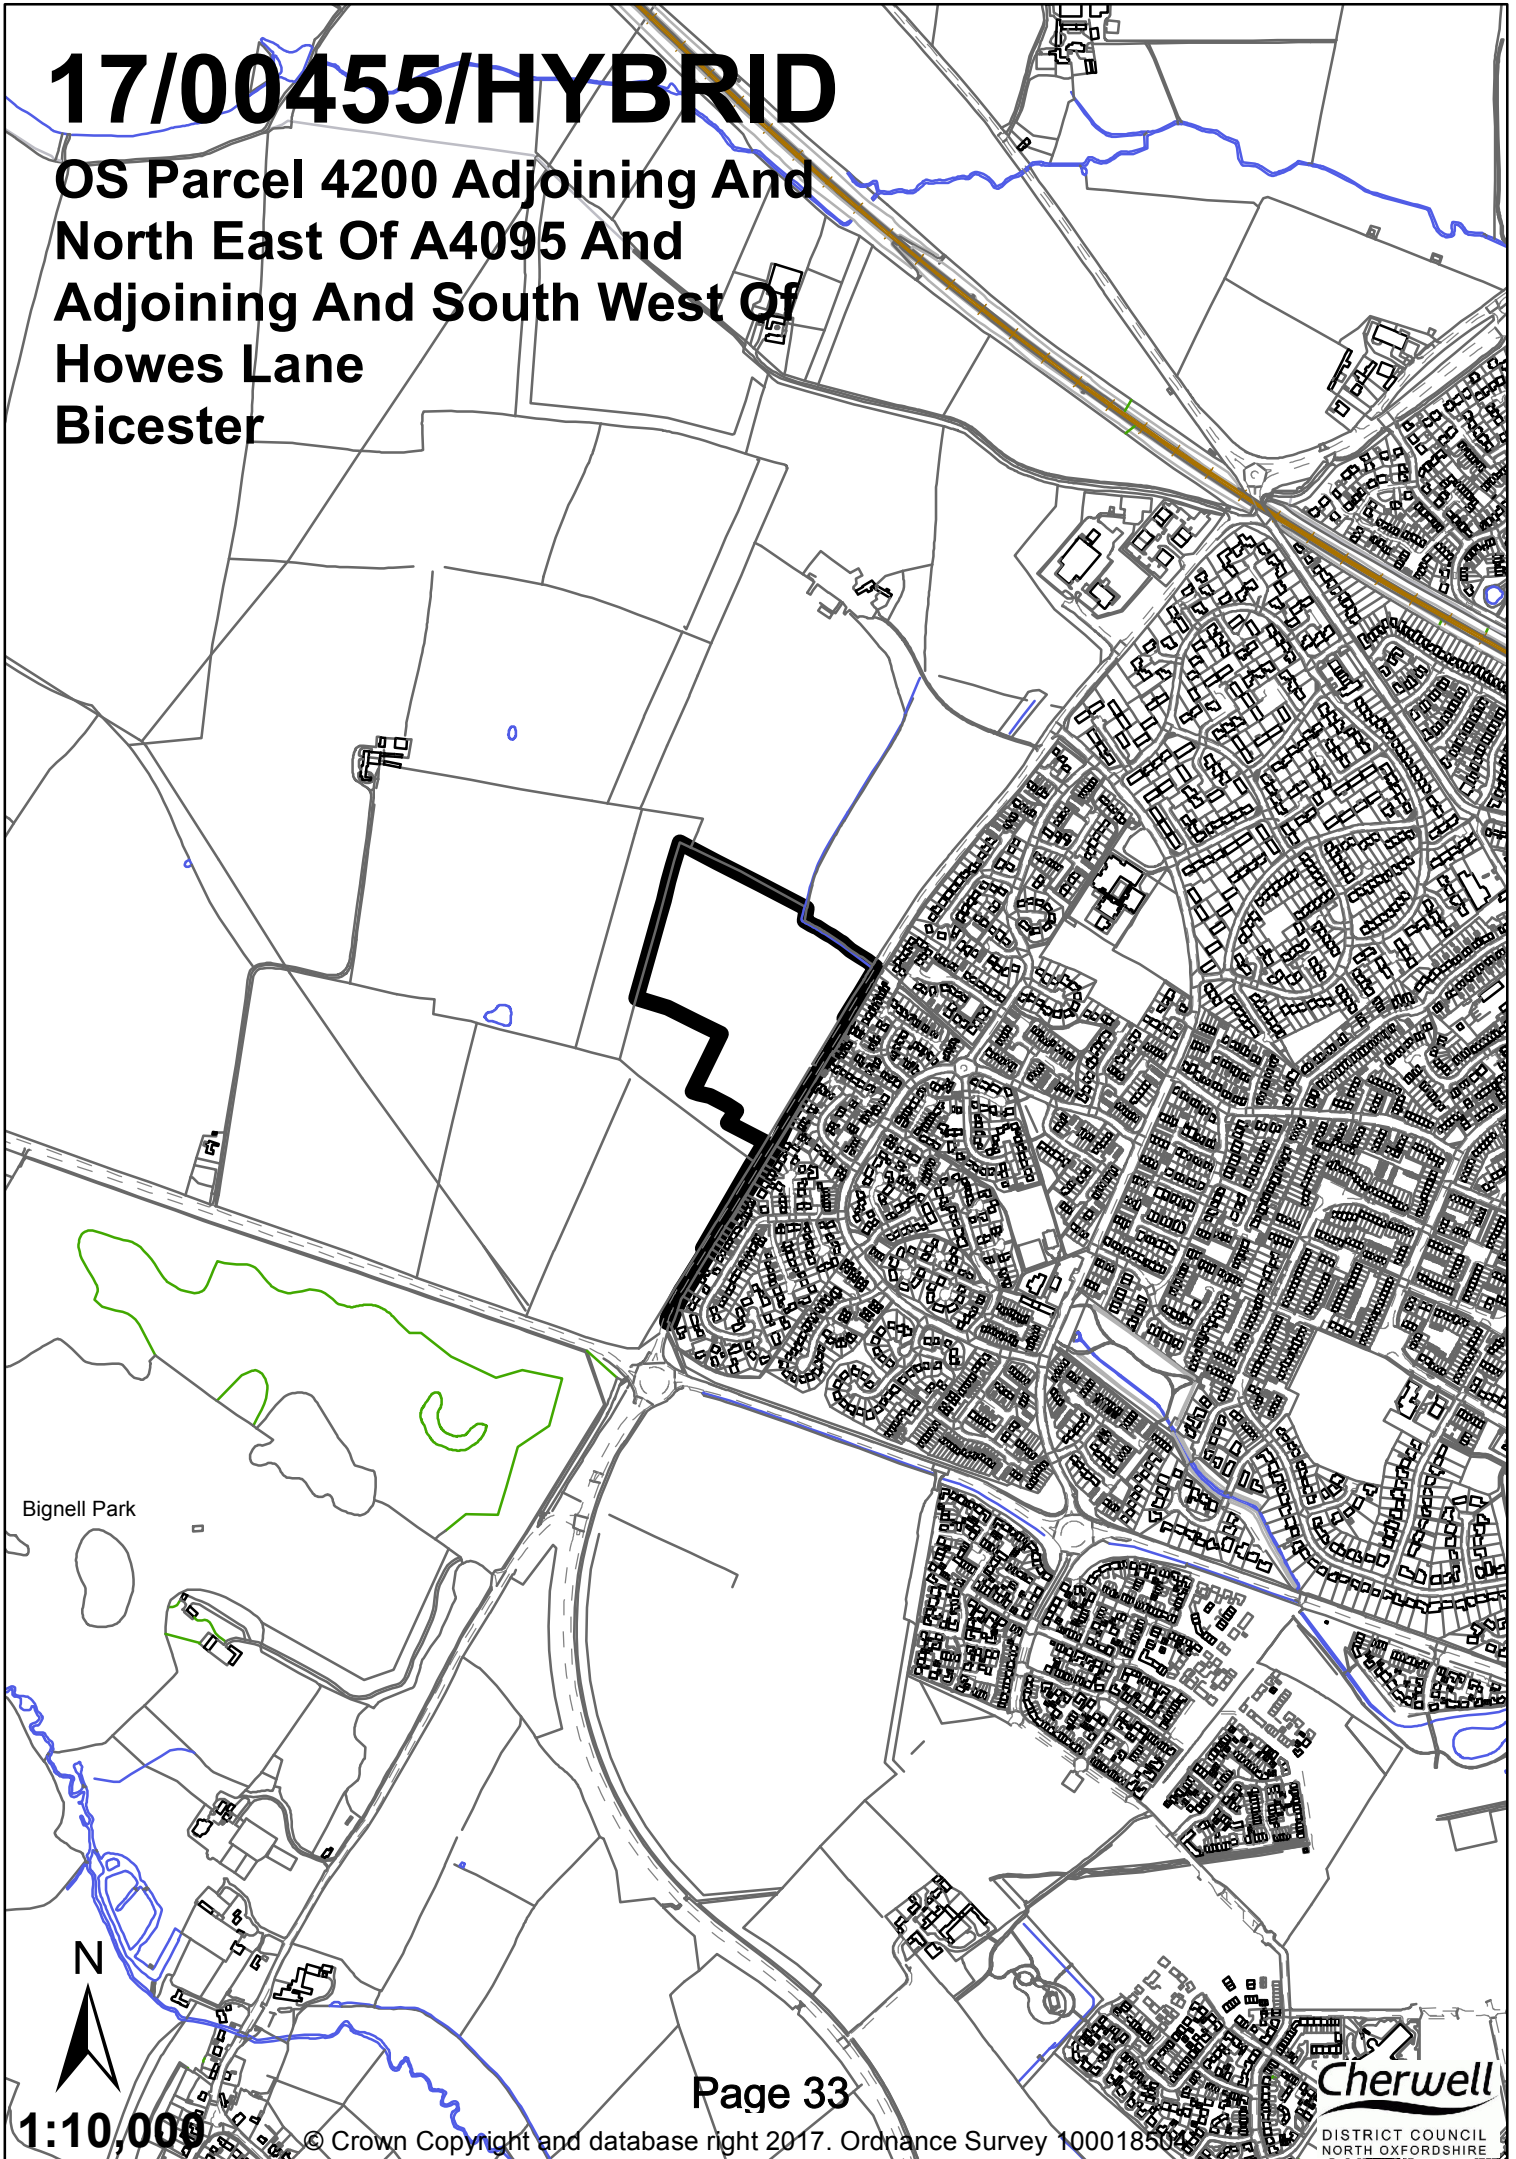 17/00455/HYBRID
OS Parcel 4200 Adjoining And
North East Of A4095 And
Adjoining And South West Of
Howes Lane
Bicester
Bignell Park
N
Page 33
Cherwell
DISTRICT COUNCIL
NORTH OXFORDSHIRE
1:10,000
© Crown Copyright and database right 2017. Ordnance Survey